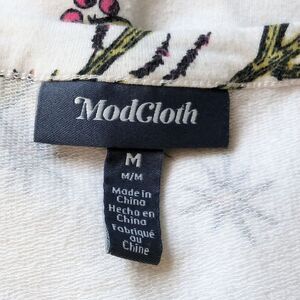 ModCloth
M
M/M
Made in
China
Hecho en
China
Fabriqué
au
Chine